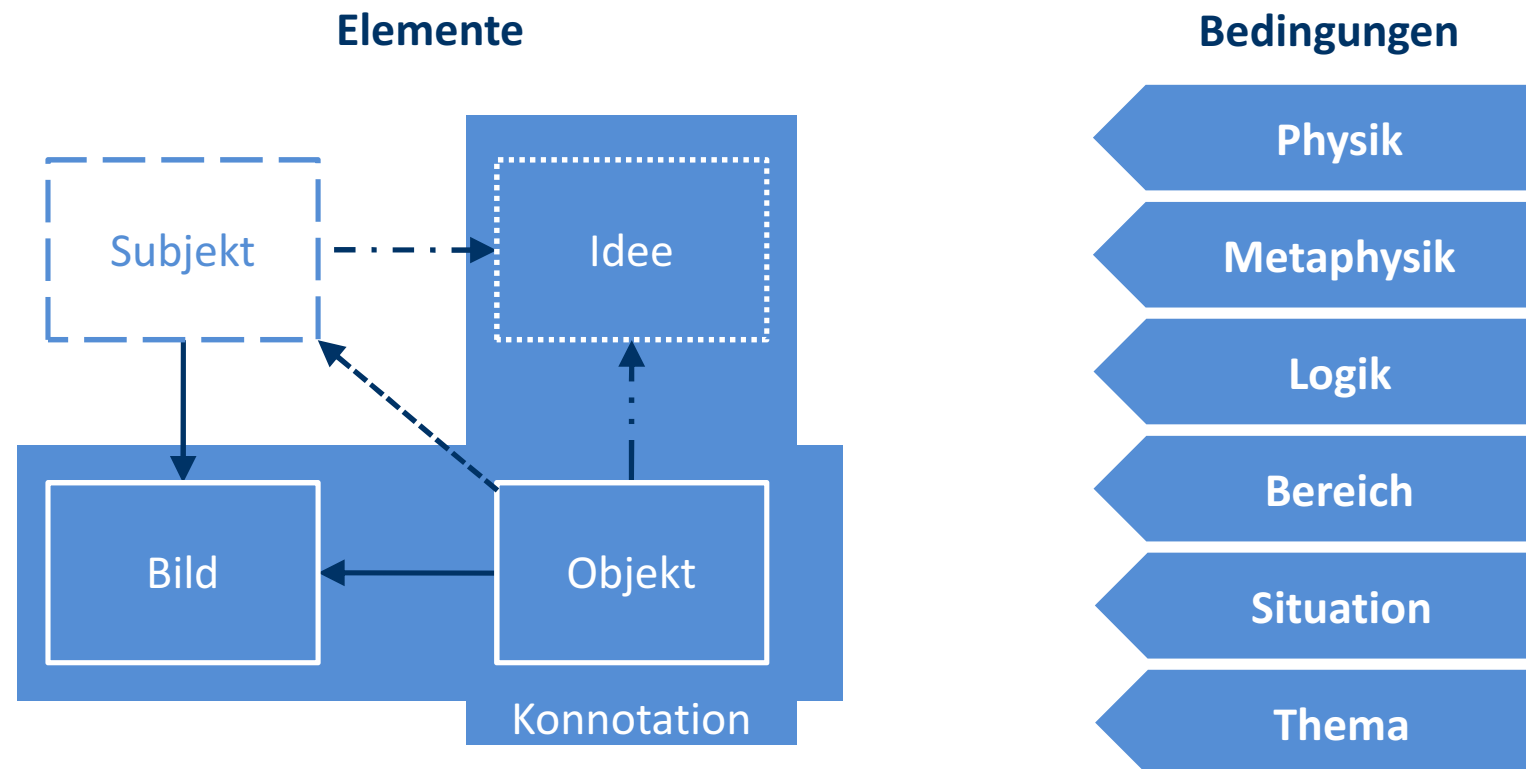 Elemente
Subjekt
Idee
Bild
Objekt
Konnotation
Bedingungen
Physik
Metaphysik
Logik
Bereich
Situation
Thema